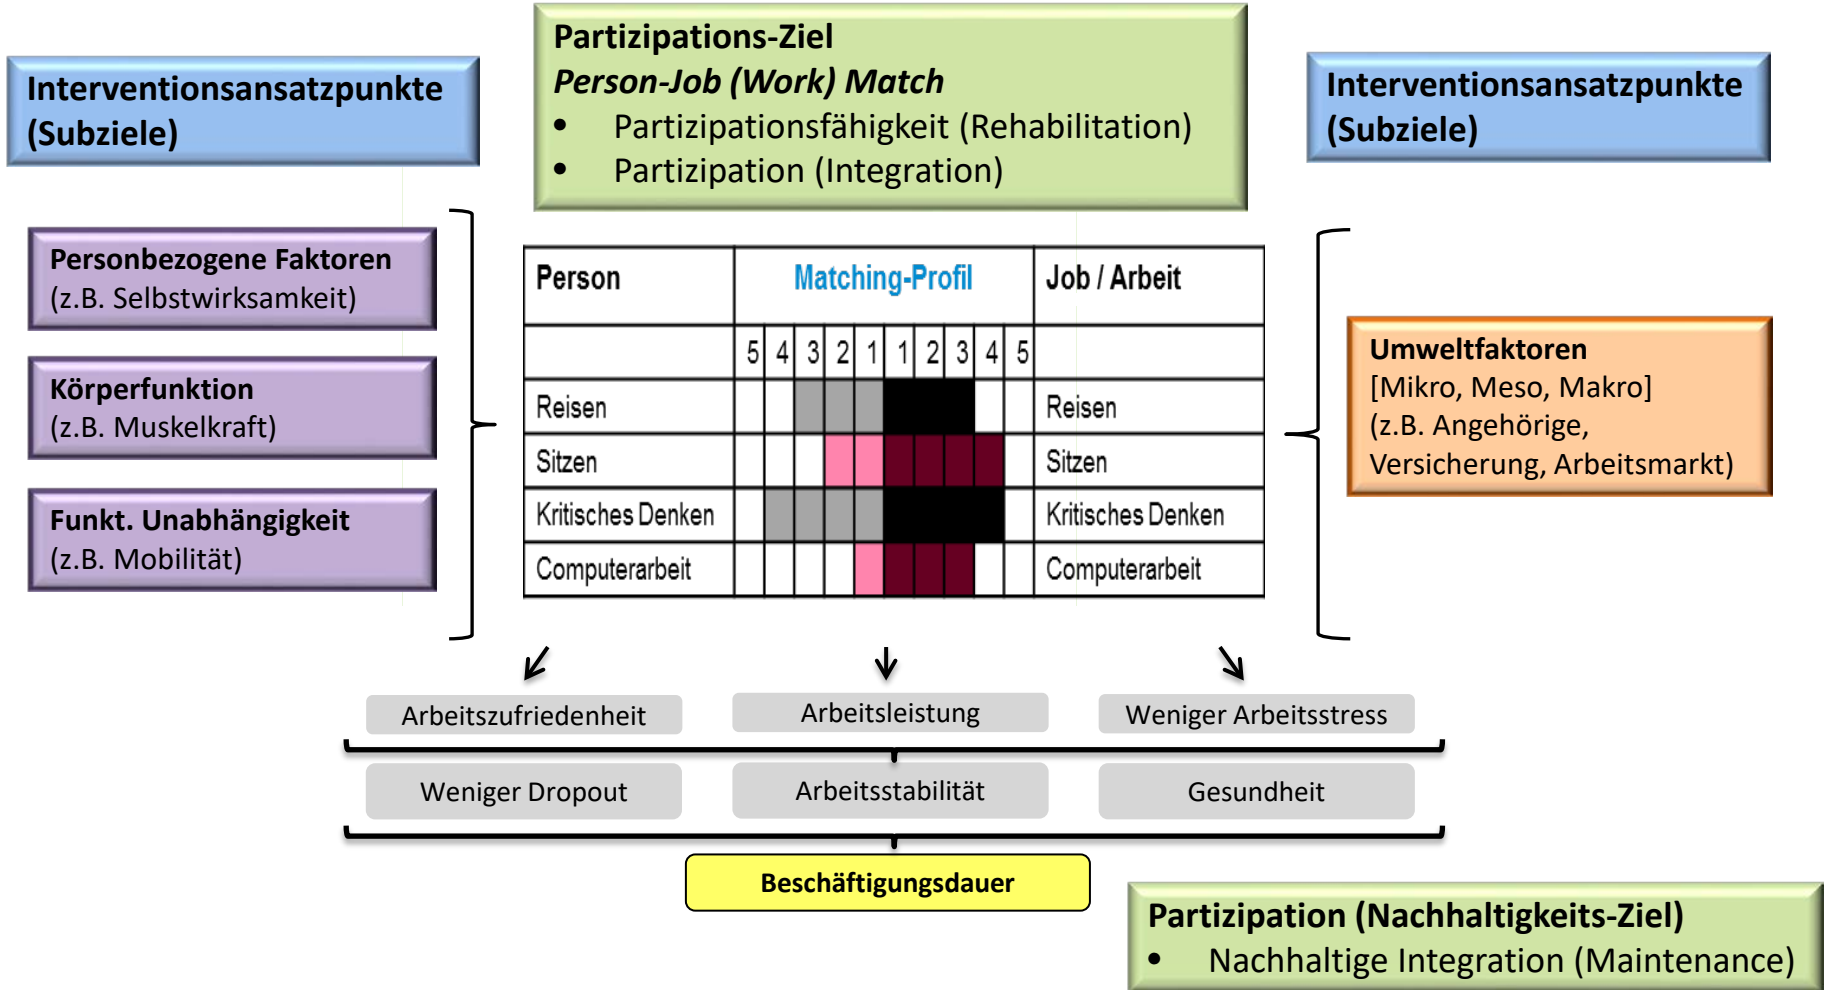 Partizipations-Ziel
Person-Job (Work) Match
• Partizipationsfähigkeit (Rehabilitation)
• Partizipation (Integration)
Interventionsansatzpunkte
(Subziele)
Interventionsansatzpunkte
(Subziele)
Personbezogene Faktoren
(z.B. Selbstwirksamkeit)
Körperfunktion
(z.B. Muskelkraft)
Funkt. Unabhängigkeit
(z.B. Mobilität)
Person Matching-Profil Job / Arbeit
5 4 3 2 1 1 2 3 4 5
Reisen Reisen
Sitzen Sitzen
Kritisches Denken Kritisches Denken
Computerarbeit Computerarbeit
Umweltfaktoren
[Mikro, Meso, Makro]
(z.B. Angehörige,
Versicherung, Arbeitsmarkt)
Arbeitszufriedenheit Arbeitsleistung Weniger Arbeitsstress
Weniger Dropout Arbeitsstabilität Gesundheit
Beschäftigungsdauer
Partizipation (Nachhaltigkeits-Ziel)
• Nachhaltige Integration (Maintenance)